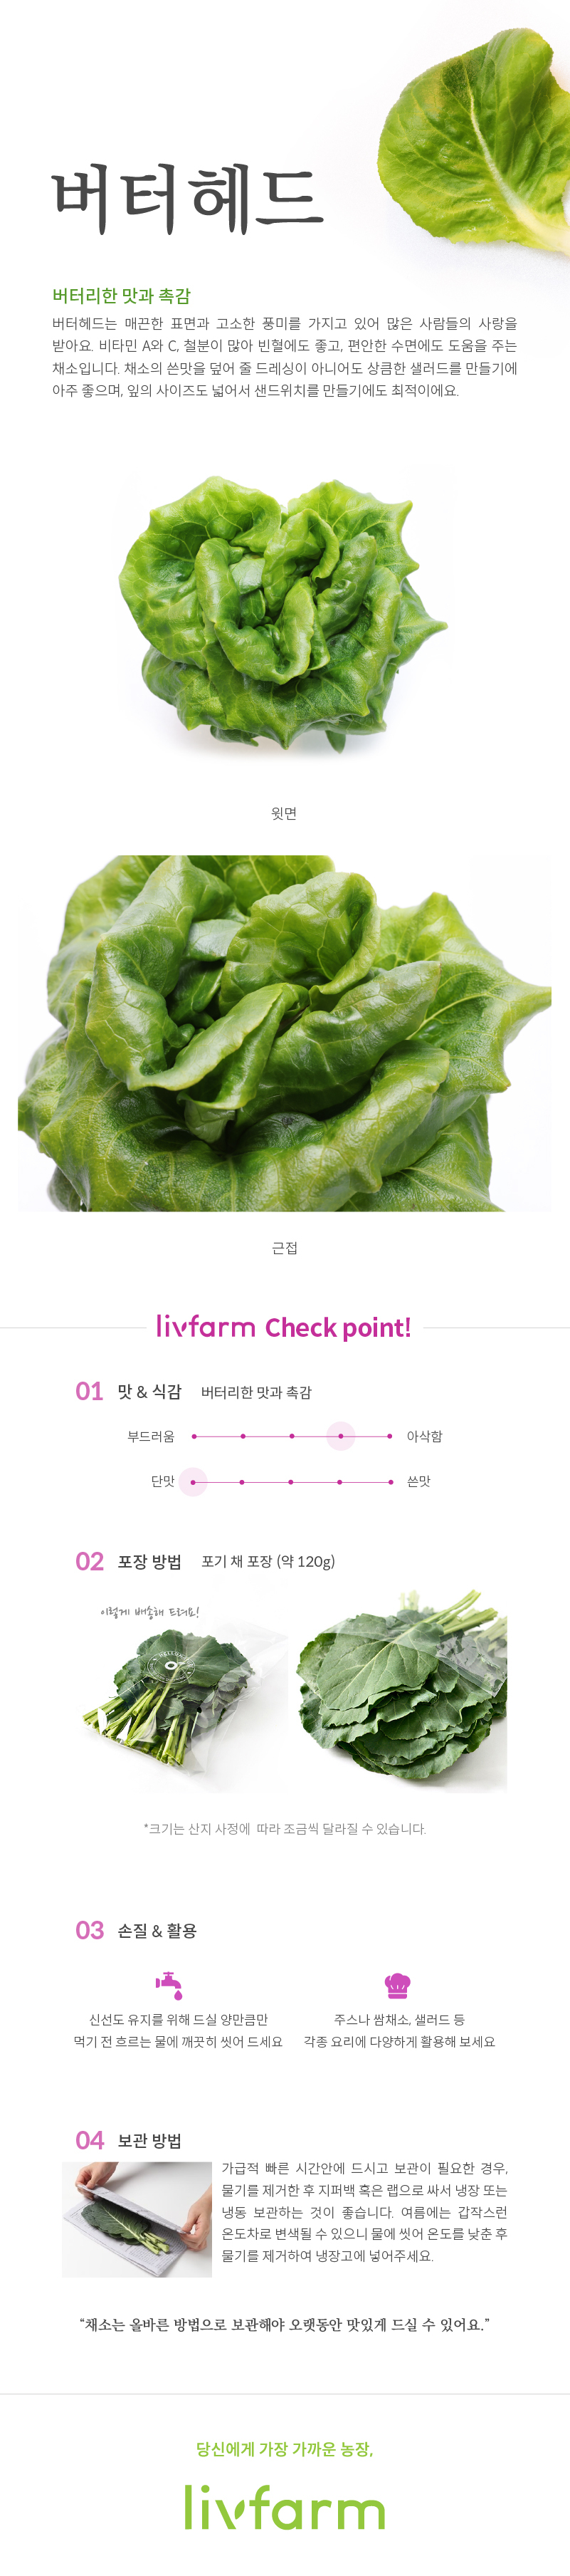 버터헤드
버터리한 맛과 촉감
버터헤드는 매끈한 표면과 고소한 풍미를 가지고 있어 많은 사람들의 사랑을
받아요. 비타민 A와 C, 철분이 많아 빈혈에도 좋고, 편안한 수면에도 도움을 주는
채소입니다. 채소의 쓴맛을 덮어 줄 드레싱이 아니어도 상큼한 샐러드를 만들기에
아주 좋으며, 잎의 사이즈도 넓어서 샌드위치를 만들기에도 최적이에요.
윗면
근접
livfarm Check point!
01 맛 & 식감 버터리한 맛과 촉감
부드러움 아삭함
단맛 쓴맛
02 포장 방법 포기 채 포장 (약 120g)
이렇게 배송해 드려요!
*크기는 산지 사정에 따라 조금씩 달라질 수 있습니다.
03 손질 & 활용
신선도 유지를 위해 드실 양만큼만
먹기 전 흐르는 물에 깨끗히 씻어 드세요
주스나 쌈채소, 샐러드 등
각종 요리에 다양하게 활용해 보세요
04 보관 방법
가급적 빠른 시간안에 드시고 보관이 필요한 경우,
물기를 제거한 후 지퍼백 혹은 랩으로 싸서 냉장 또는
냉동 보관하는 것이 좋습니다. 여름에는 갑작스런
온도차로 변색될 수 있으니 물에 씻어 온도를 낮춘 후
물기를 제거하여 냉장고에 넣어주세요.
“채소는 올바른 방법으로 보관해야 오랫동안 맛있게 드실 수 있어요.”
당신에게 가장 가까운 농장,
livfarm